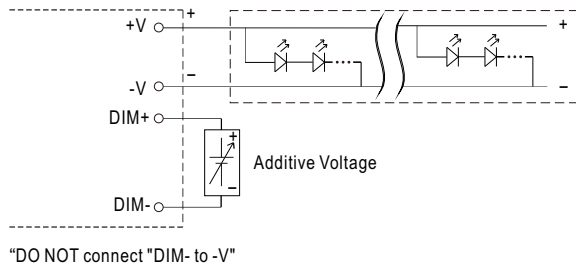 +V
+
+
-V
–
–
DIM+
+
–
Additive Voltage
DIM-
“DO NOT connect "DIM- to -V"